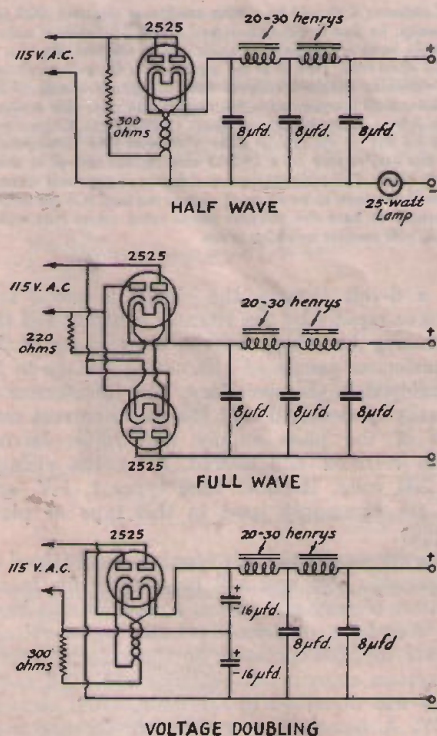 20-30 henrys
2525
115 V. A.C.
300
ohms
8µfd.
8µfd.
8µfd.
+
-
25-watt
Lamp
HALF WAVE
20-30 henrys
2525
115 V. A.C.
220
ohms
8µfd.
8µfd.
8µfd.
+
-
2525
FULL WAVE
20-30 henrys
2525
115 V. A.C.
+
-16µfd.
+
-16µfd.
8µfd.
8µfd.
300
ohms
+
-
VOLTAGE DOUBLING